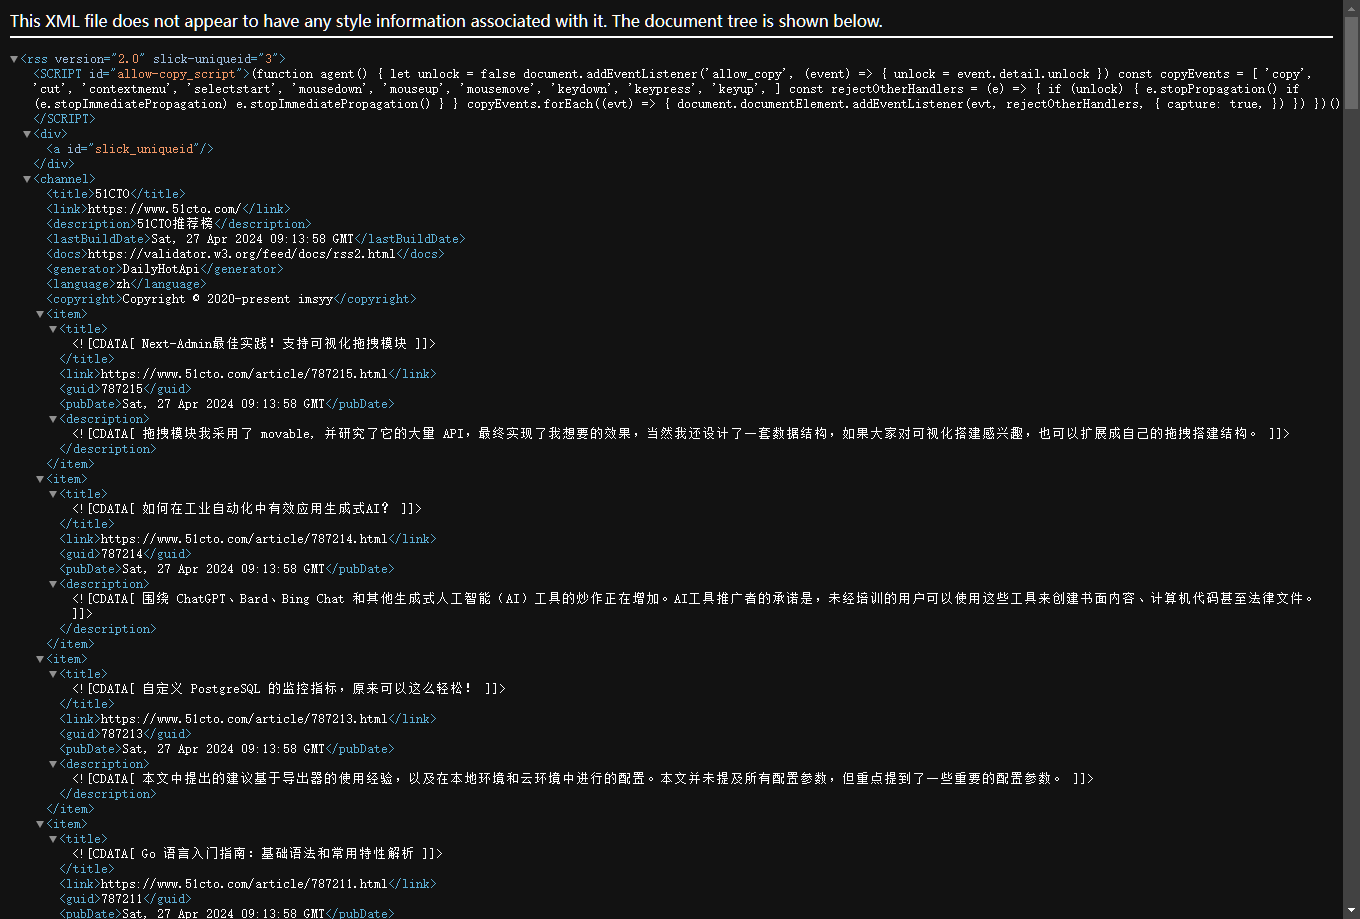 This XML file does not appear to have any style information associated with it. The document tree is shown below.
▼<rss version="2.0" slick-uniqueid="3">
<SCRIPT id="allow-copy_script">(function agent() { let unlock = false document.addEventListener('allow_copy', (event) => { unlock = event.detail.unlock }) const copyEvents = [ 'copy',
'cut', 'contextmenu', 'selectstart', 'mousedown', 'mouseup', 'mousemove', 'keydown', 'keypress', 'keyup', ] const rejectOtherHandlers = (e) => { if (unlock) { e.stopPropagation() if
(e.stopImmediatePropagation) e.stopImmediatePropagation() } } copyEvents.forEach((evt) => { document.documentElement.addEventListener(evt, rejectOtherHandlers, { capture: true, }) }) })()
</SCRIPT>
▼<div>
<a id="slick_uniqueid"/>
</div>
▼<channel>
<title>51CTO</title>
<link>https://www.51cto.com/</link>
<description>51CTO推荐榜</description>
<lastBuildDate>Sat, 27 Apr 2024 09:13:58 GMT</lastBuildDate>
<docs>https://validator.w3.org/feed/docs/rss2.html</docs>
<generator>DailyHotApi</generator>
<language>zh</language>
<copyright>Copyright © 2020-present imsyy</copyright>
▼<item>
▼<title>
<![CDATA[ Next-Admin最佳实践！支持可视化拖拽模块 ]]>
</title>
<link>https://www.51cto.com/article/787215.html</link>
<guid>787215</guid>
<pubDate>Sat, 27 Apr 2024 09:13:58 GMT</pubDate>
▼<description>
<![CDATA[ 拖拽模块我采用了 movable，并研究了它的大量 API，最终实现了我想要的效果，当然我还设计了一套数据结构，如果大家对可视化搭建感兴趣，也可以扩展成自己的拖拽搭建结构。 ]]>
</description>
</item>
▼<item>
▼<title>
<![CDATA[ 如何在工业自动化中有效应用生成式AI？ ]]>
</title>
<link>https://www.51cto.com/article/787214.html</link>
<guid>787214</guid>
<pubDate>Sat, 27 Apr 2024 09:13:58 GMT</pubDate>
▼<description>
<![CDATA[ 围绕 ChatGPT、Bard、Bing Chat 和其他生成式人工智能（AI）工具的炒作正在增加。AI工具推广者的承诺是，未经培训的用户可以使用这些工具来创建书面内容、计算机代码甚至法律文件。
]]>
</description>
</item>
▼<item>
▼<title>
<![CDATA[ 自定义 PostgreSQL 的监控指标，原来可以这么轻松！ ]]>
</title>
<link>https://www.51cto.com/article/787213.html</link>
<guid>787213</guid>
<pubDate>Sat, 27 Apr 2024 09:13:58 GMT</pubDate>
▼<description>
<![CDATA[ 本文中提出的建议基于导出器的使用经验，以及在本地环境和云环境中进行的配置。本文并未提及所有配置参数，但重点提到了一些重要的配置参数。 ]]>
</description>
</item>
▼<item>
▼<title>
<![CDATA[ Go 语言入门指南：基础语法和常用特性解析 ]]>
</title>
<link>https://www.51cto.com/article/787211.html</link>
<guid>787211</guid>
<pubDate>Sat, 27 Apr 2024 09:13:58 GMT</pubDate>